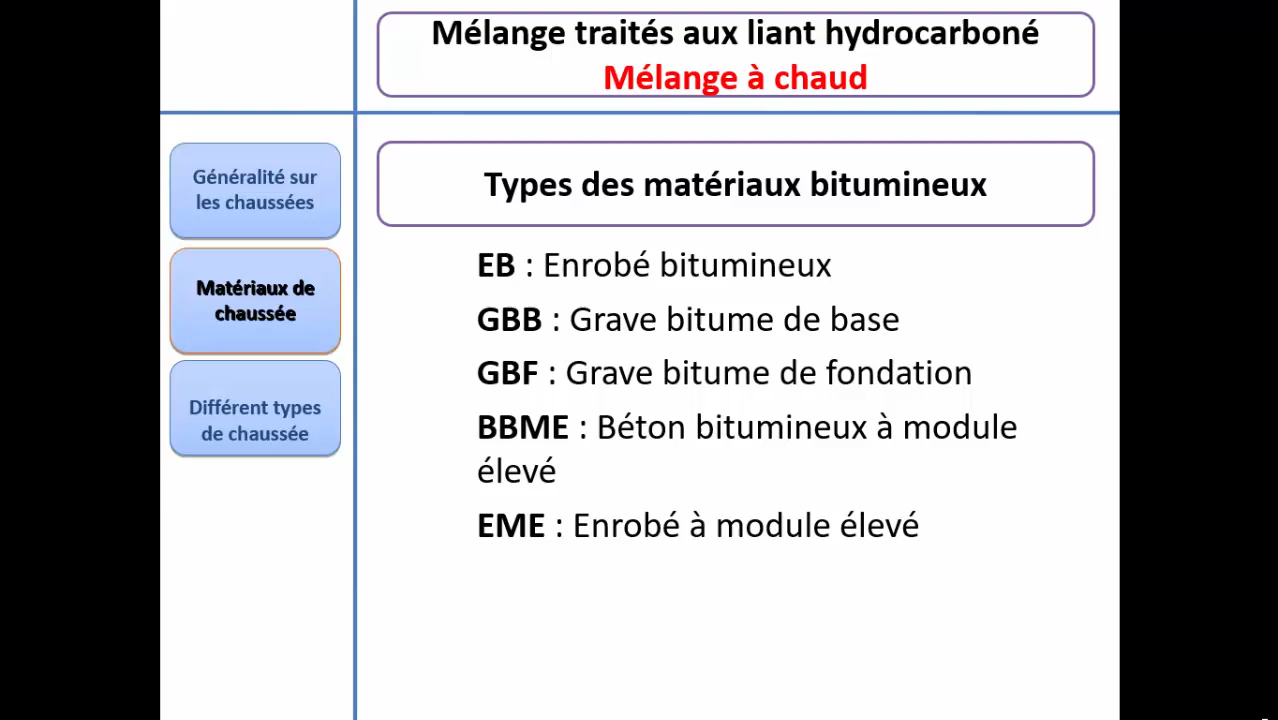 Mélange traités aux liant hydrocarboné
Mélange à chaud
Généralité sur
les chaussées
Matériaux de
chaussée
Différent types
de chaussée
Types des matériaux bitumineux
EB : Enrobé bitumineux
GBB : Grave bitume de base
GBF : Grave bitume de fondation
BBME : Béton bitumineux à module
élevé
EME : Enrobé à module élevé